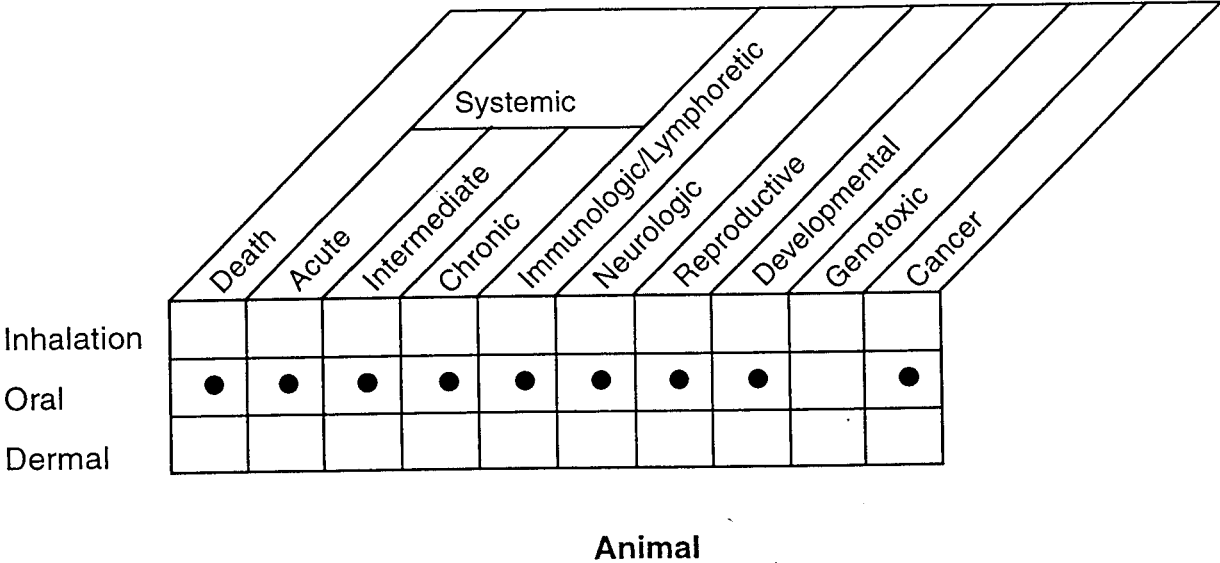 Systemic
Death
Acute
Intermediate
Chronic
Immunologic/Lymphoretic
Neurologic
Reproductive
Developmental
Genotoxic
Cancer
Inhalation
Oral
Dermal
Animal